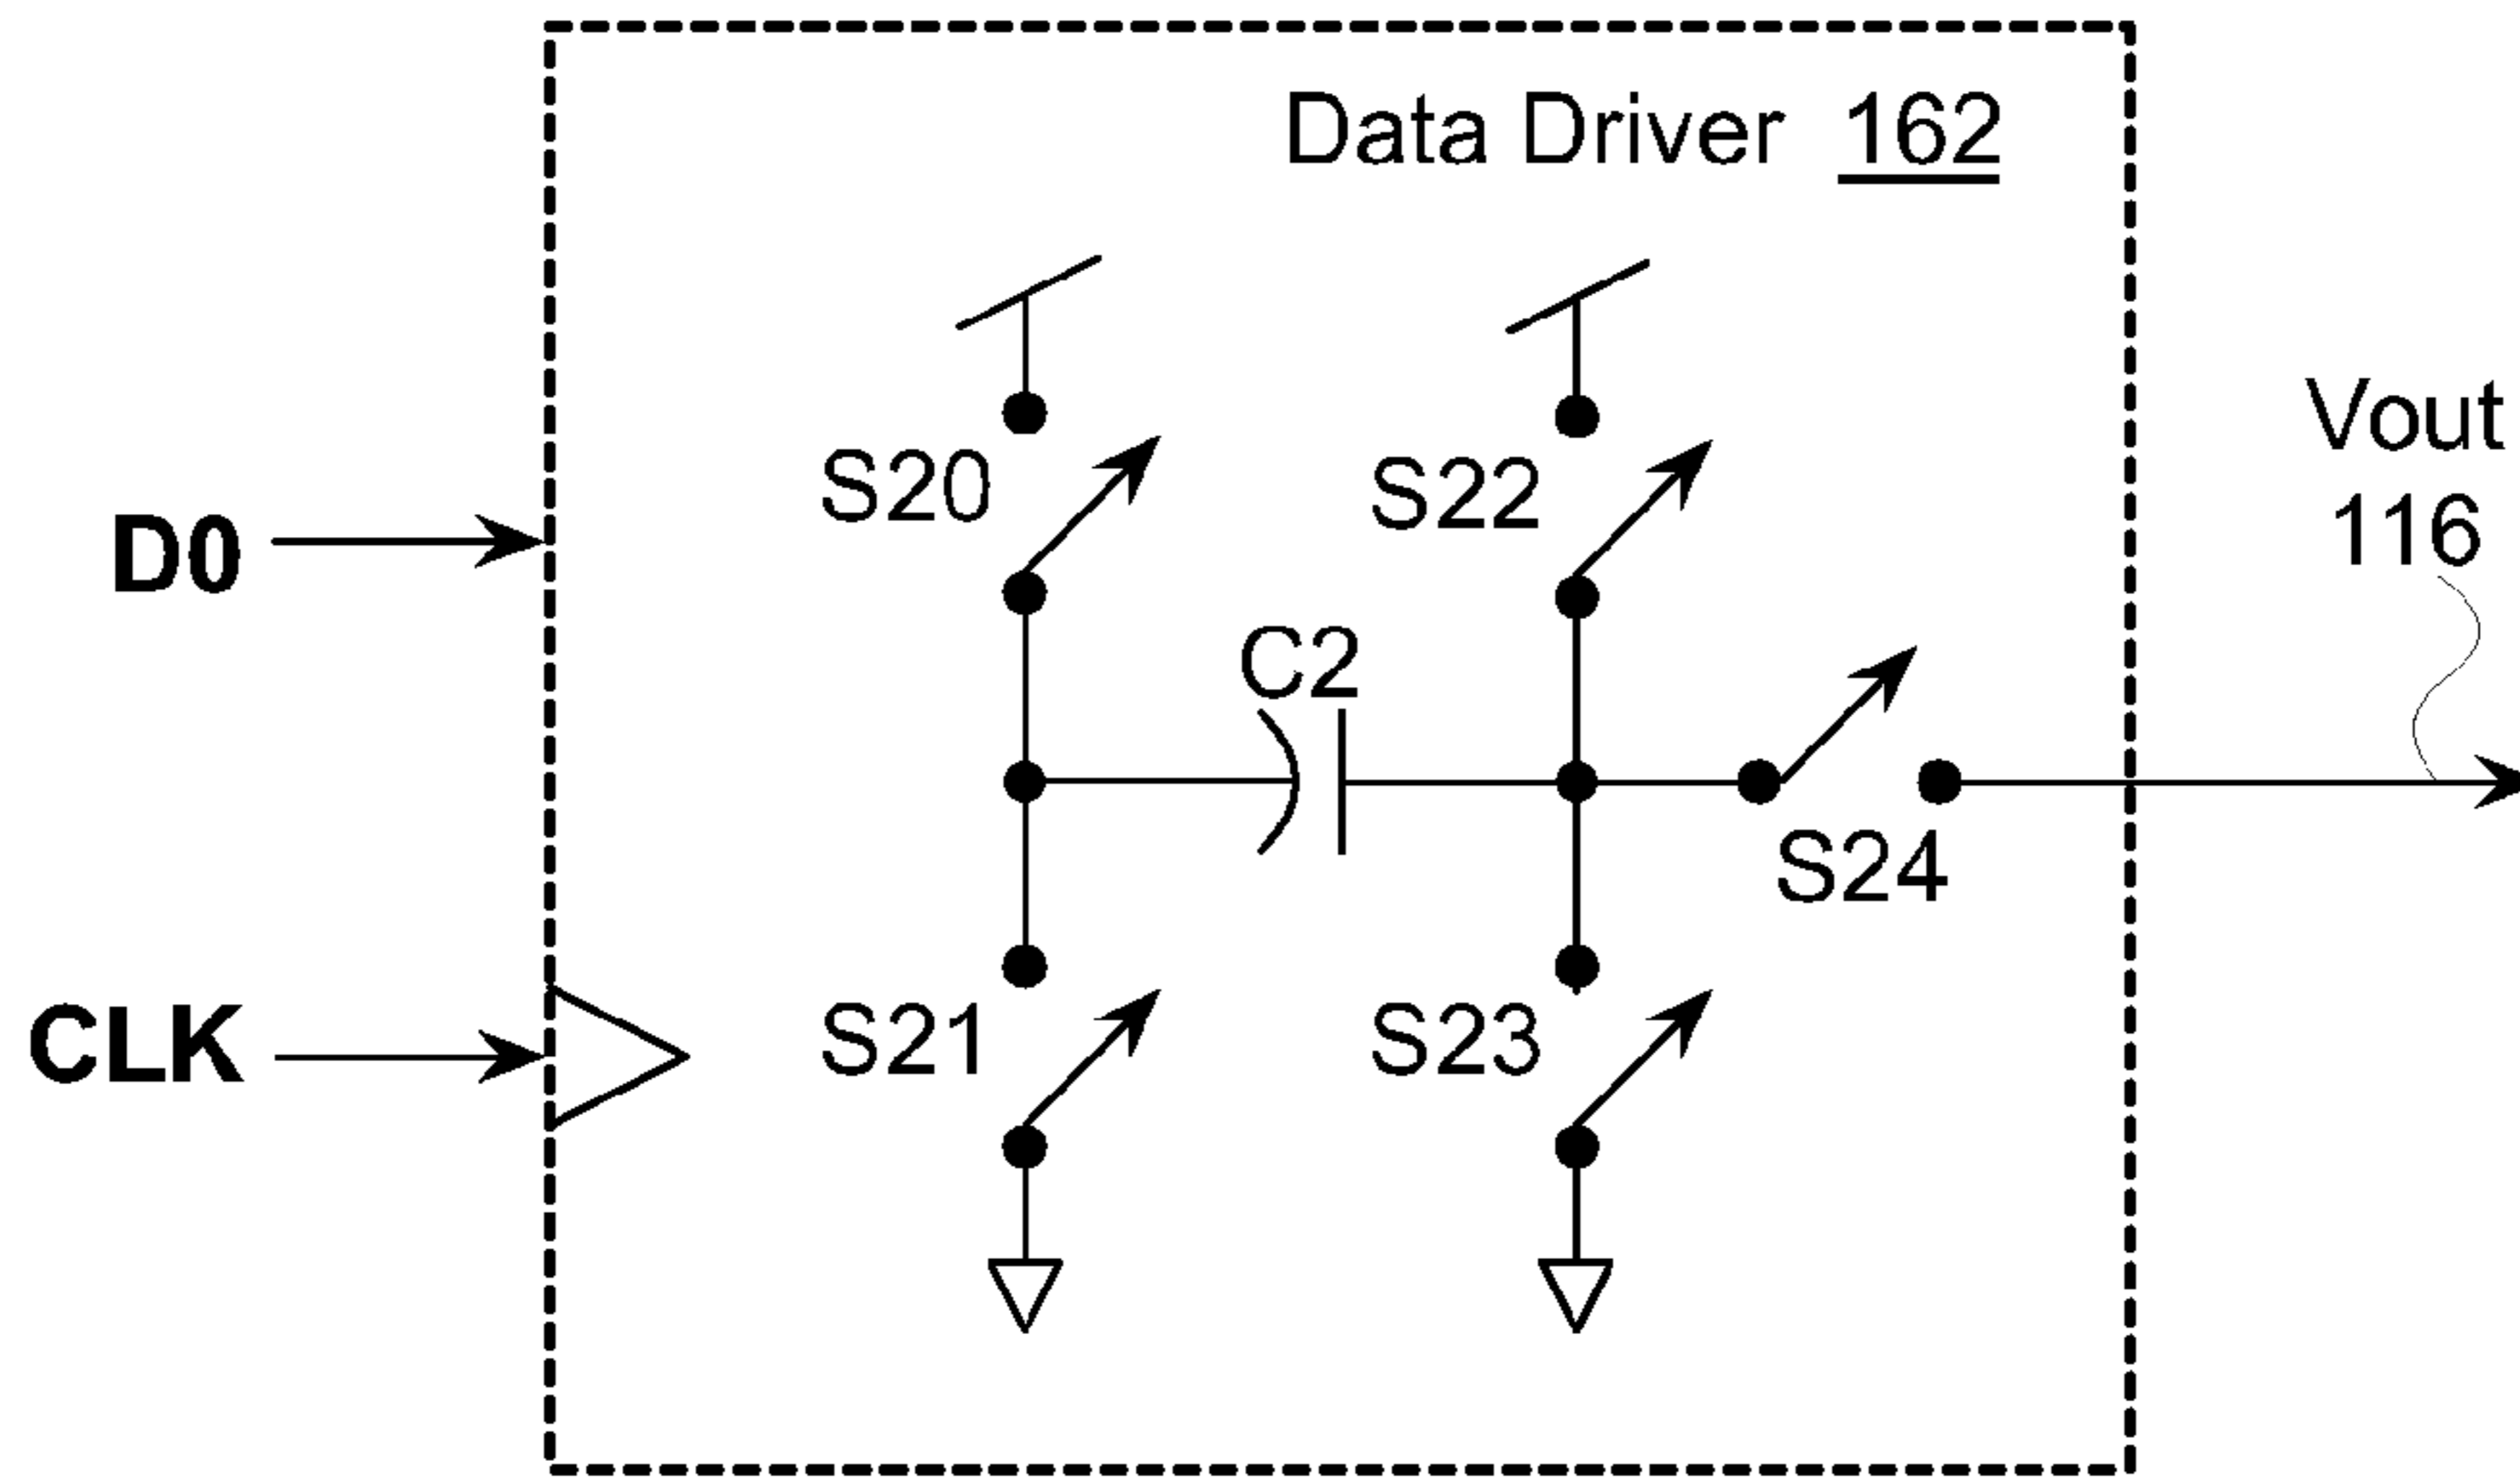 Data Driver 162
S20
S22
Vout
116
D0
C2
S24
CLK
S21
S23